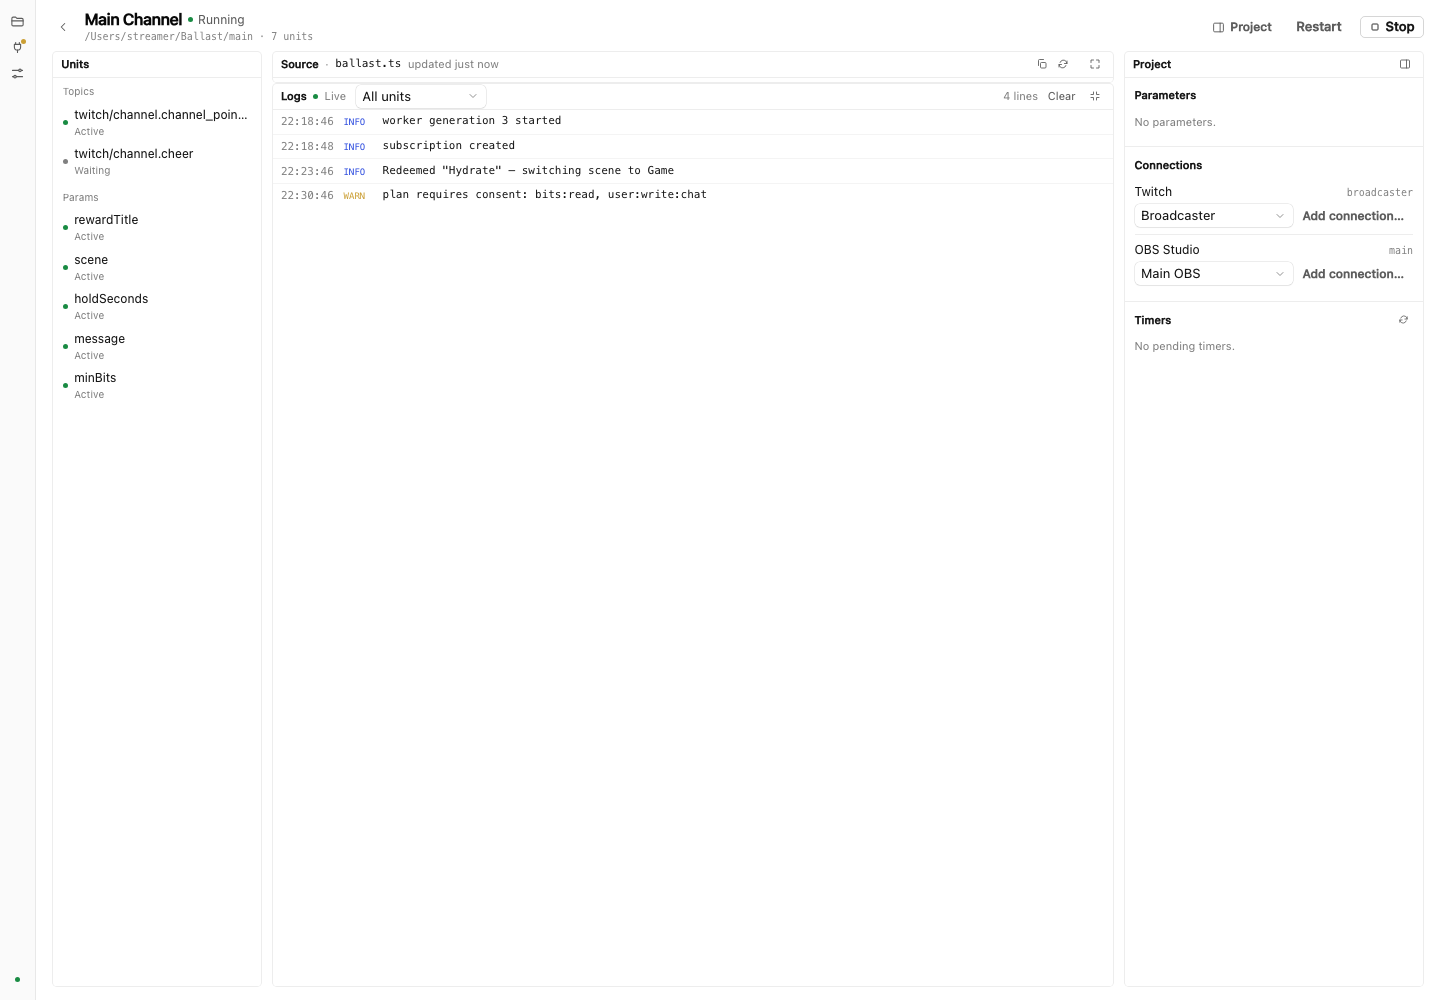 Main Channel Running
/Users/streamer/Ballast/main · 7 units
Project
Restart
Stop
Units
Topics
twitch/channel.channel_poin...
Active
twitch/channel.cheer
Waiting
Params
rewardTitle
Active
scene
Active
holdSeconds
Active
message
Active
minBits
Active
Source · ballast.ts updated just now
Logs Live All units 4 lines Clear
22:18:46 INFO worker generation 3 started
22:18:48 INFO subscription created
22:23:46 INFO Redeemed "Hydrate" — switching scene to Game
22:30:46 WARN plan requires consent: bits:read, user:write:chat
Project
Parameters
No parameters.
Connections
Twitch broadcaster
Broadcaster Add connection...
OBS Studio main
Main OBS Add connection...
Timers
No pending timers.